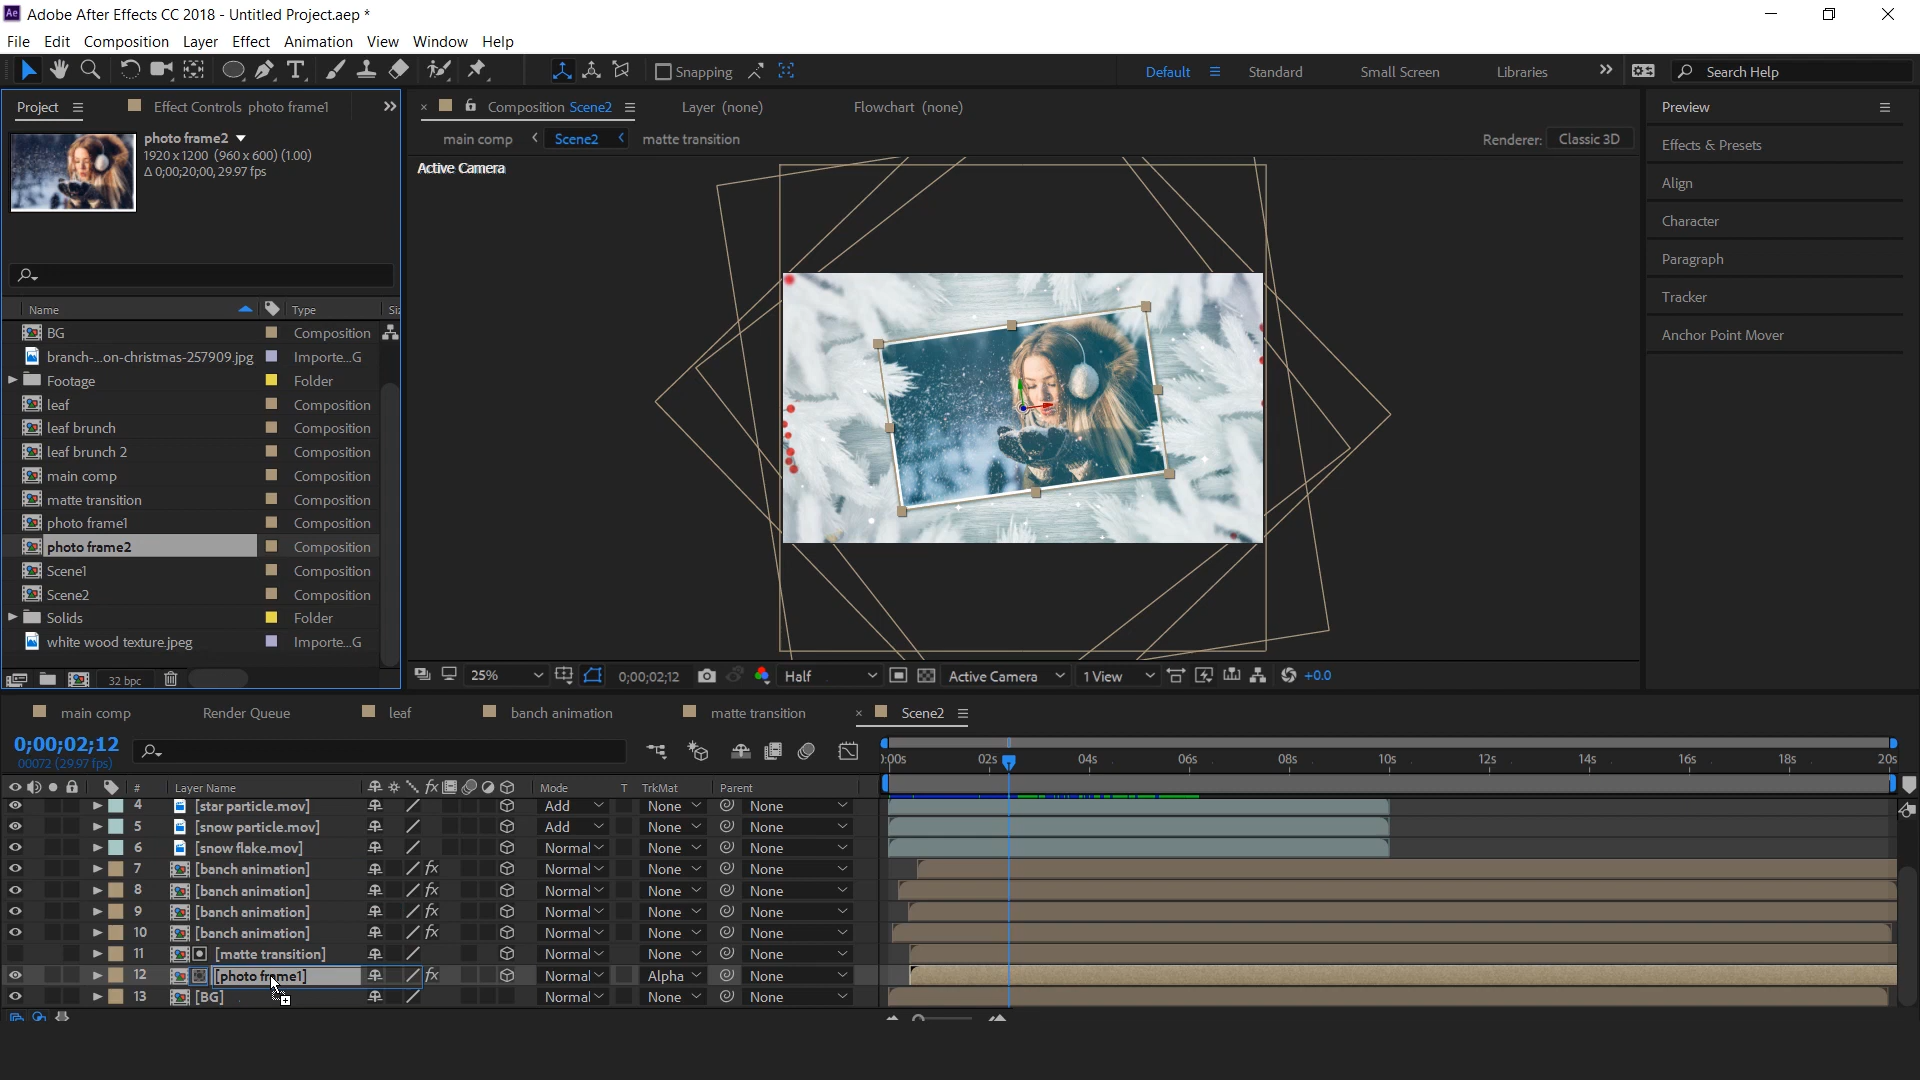 Adobe After Effects CC 2018 - Untitled Project.aep *
File Edit Composition Layer Effect Animation View Window Help
Snapping Default Standard Small Screen Libraries Search Help
Project Effect Controls photo frame1
photo frame2
1920 x 1200 (960 x 600) (1.00)
Δ 0;00;20;00, 29.97 fps
Name Type Siz
BG Composition
branch-...on-christmas-257909.jpg Importe...G
Footage Folder
leaf Composition
leaf brunch Composition
leaf brunch 2 Composition
main comp Composition
matte transition Composition
photo frame1 Composition
photo frame2 Composition
Scene1 Composition
Scene2 Composition
Solids Folder
white wood texture.jpeg Importe...G
32 bpc
Composition Scene2 Layer (none) Flowchart (none)
main comp Scene2 matte transition Renderer: Classic 3D
Active Camera
25% 0;00;02;12 Half Active Camera 1 View +0.0
Preview
Effects & Presets
Align
Character
Paragraph
Tracker
Anchor Point Mover
main comp Render Queue leaf banch animation matte transition Scene2
0;00;02;12
00072 (29.97 fps)
):00s 02s 04s 06s 08s 10s 12s 14s 16s 18s 20s
# Layer Name fx Mode T TrkMat Parent
4 [star particle.mov] Add None None
5 [snow particle.mov] Add None None
6 [snow flake.mov] Normal None None
7 [banch animation] fx Normal None None
8 [banch animation] fx Normal None None
9 [banch animation] fx Normal None None
10 [banch animation] fx Normal None None
11 [matte transition] Normal None None
12 [photo frame1] fx Normal Alpha None
13 [BG] Normal None None